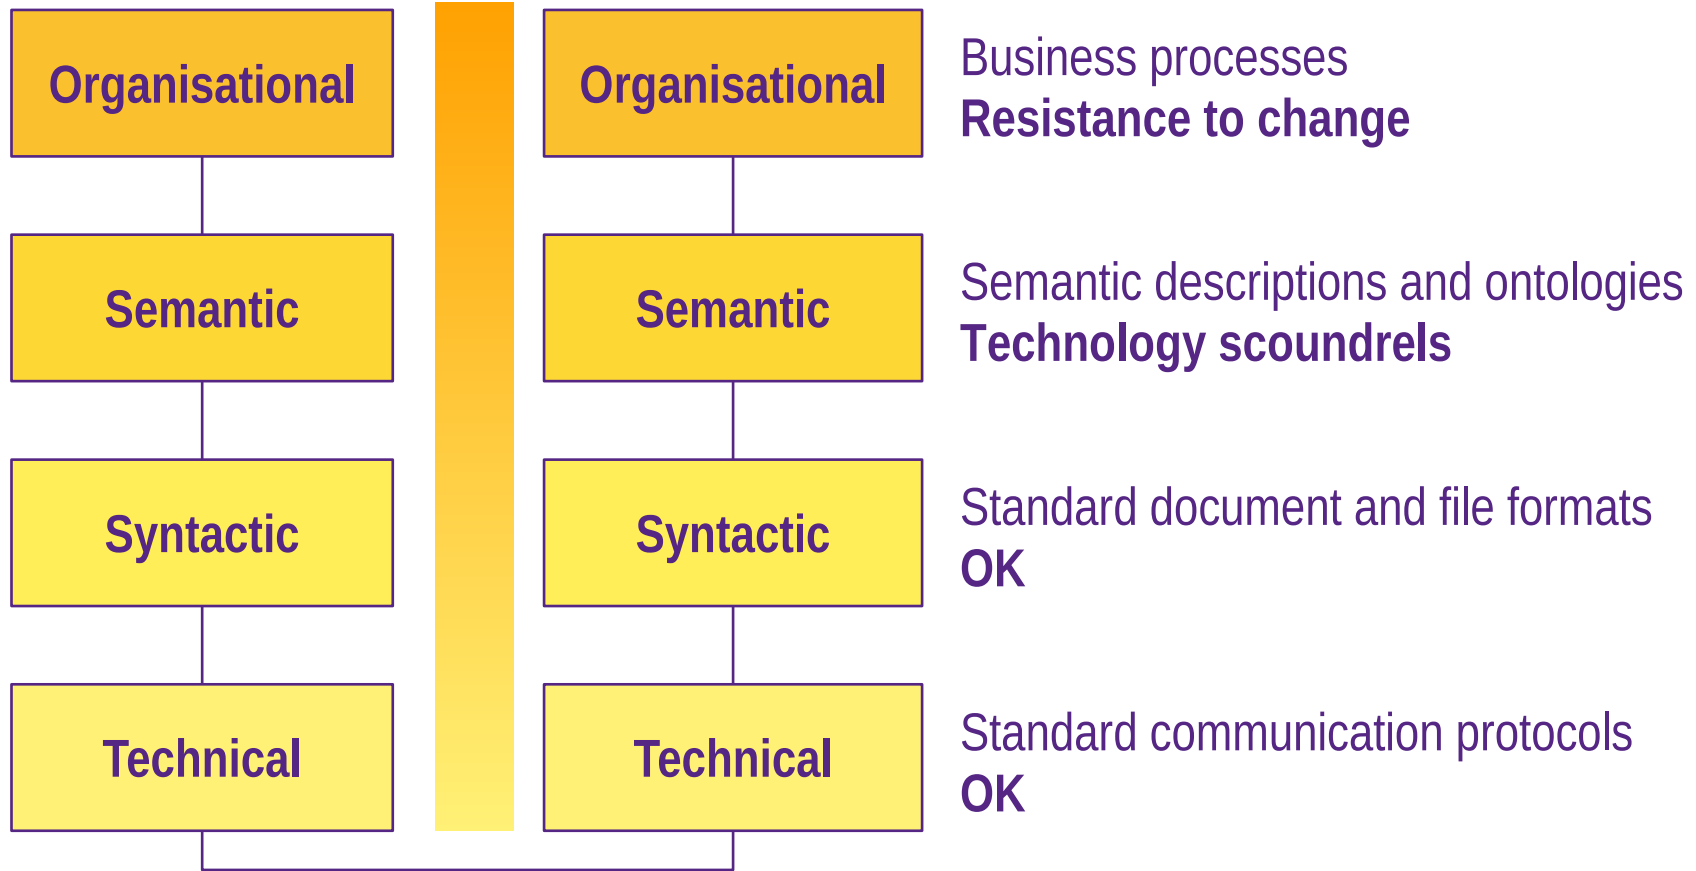 Organisational
Organisational
Business processes
Resistance to change
Semantic
Semantic
Semantic descriptions and ontologies
Technology scoundrels
Syntactic
Syntactic
Standard document and file formats
OK
Technical
Technical
Standard communication protocols
OK